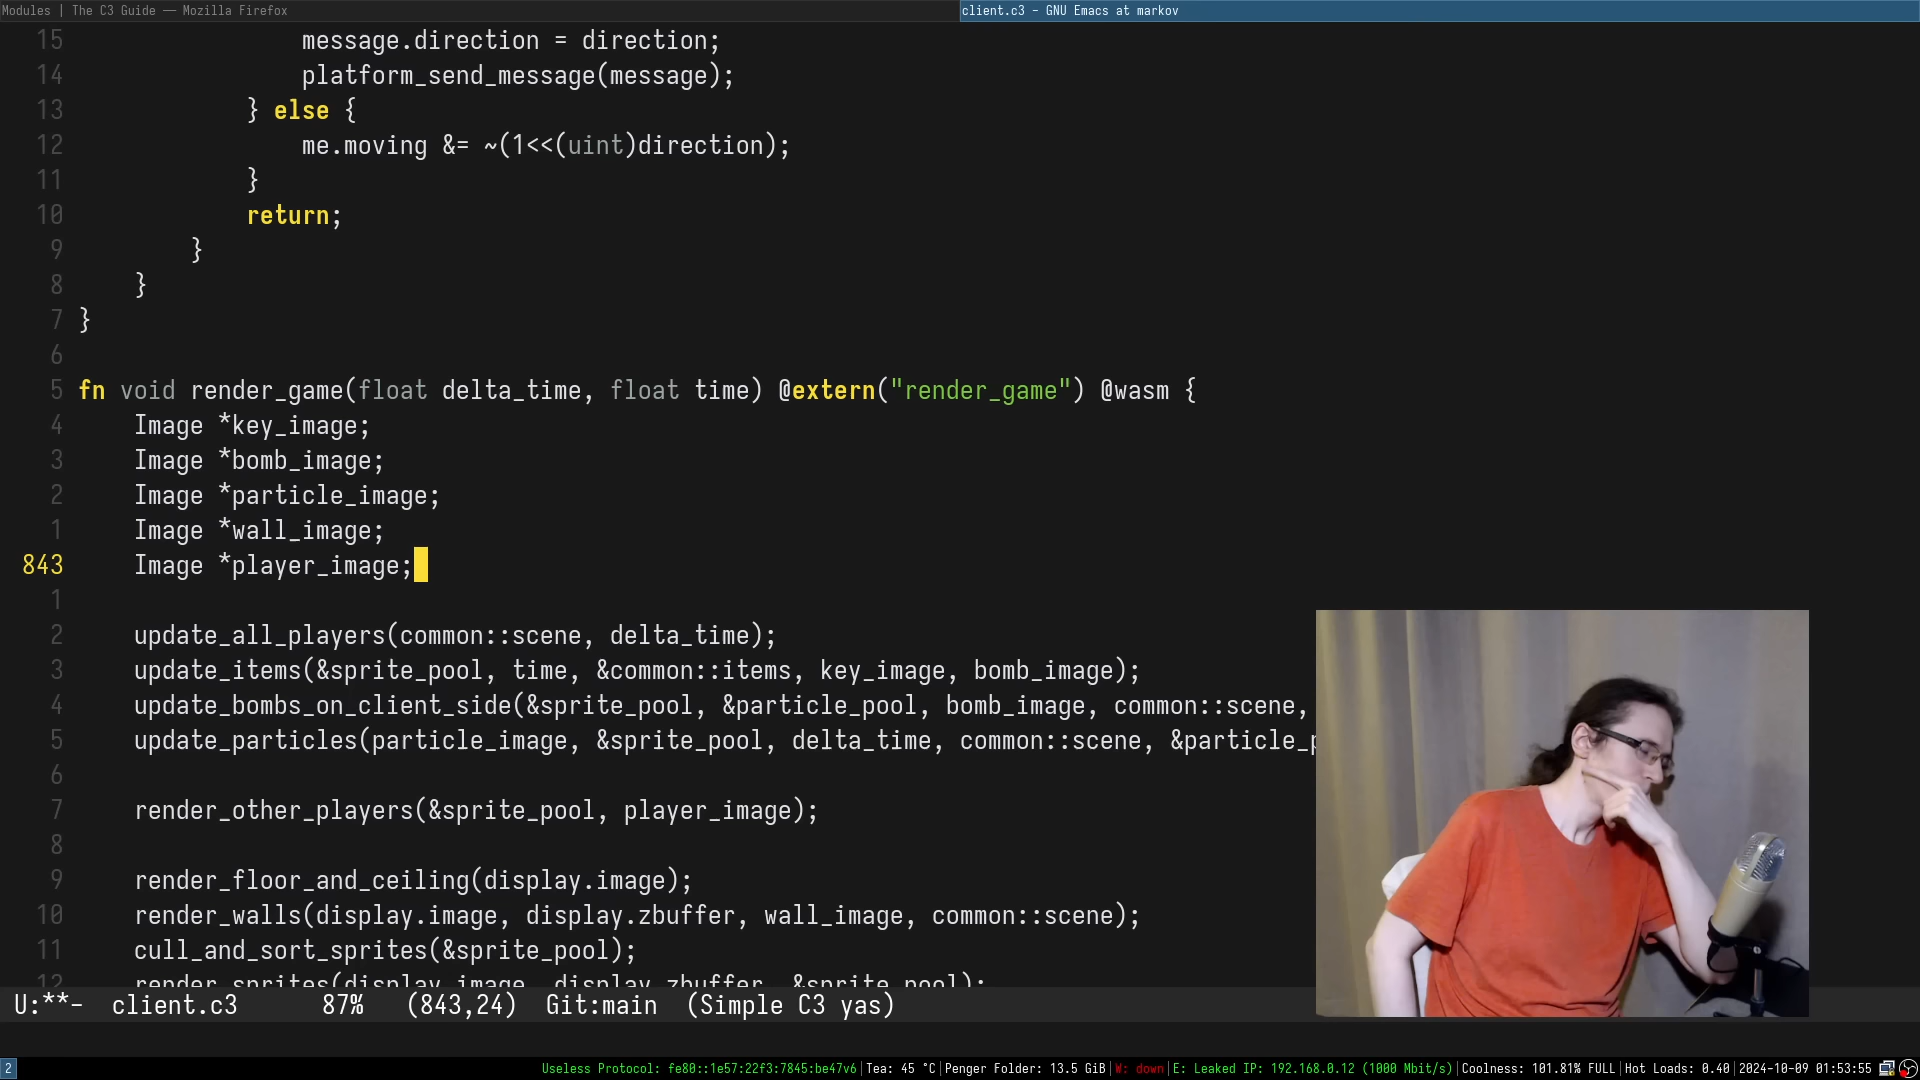 Modules | The C3 Guide — Mozilla Firefox
client.c3 - GNU Emacs at markov
15 message.direction = direction;
14 platform_send_message(message);
13 } else {
12 me.moving &= ~(1<<(uint)direction);
11 }
10 return;
9 }
8 }
7 }
6
5 fn void render_game(float delta_time, float time) @extern("render_game") @wasm {
4 Image *key_image;
3 Image *bomb_image;
2 Image *particle_image;
1 Image *wall_image;
843 Image *player_image;
1
2 update_all_players(common::scene, delta_time);
3 update_items(&sprite_pool, time, &common::items, key_image, bomb_image);
4 update_bombs_on_client_side(&sprite_pool, &particle_pool, bomb_image, common::scene,
5 update_particles(particle_image, &sprite_pool, delta_time, common::scene, &particle_p
6
7 render_other_players(&sprite_pool, player_image);
8
9 render_floor_and_ceiling(display.image);
10 render_walls(display.image, display.zbuffer, wall_image, common::scene);
11 cull_and_sort_sprites(&sprite_pool);
12 render_sprites(display.image, display.zbuffer, &sprite_pool);
U:**- client.c3 87% (843,24) Git:main (Simple C3 yas)
2 Useless Protocol: fe80::1e57:22f3:7845:be47v6|Tea: 45 °C|Penger Folder: 13.5 GiB|W: down|E: Leaked IP: 192.168.0.12 (1000 Mbit/s)|Coolness: 101.81% FULL|Hot Loads: 0.40|2024-10-09 01:53:55